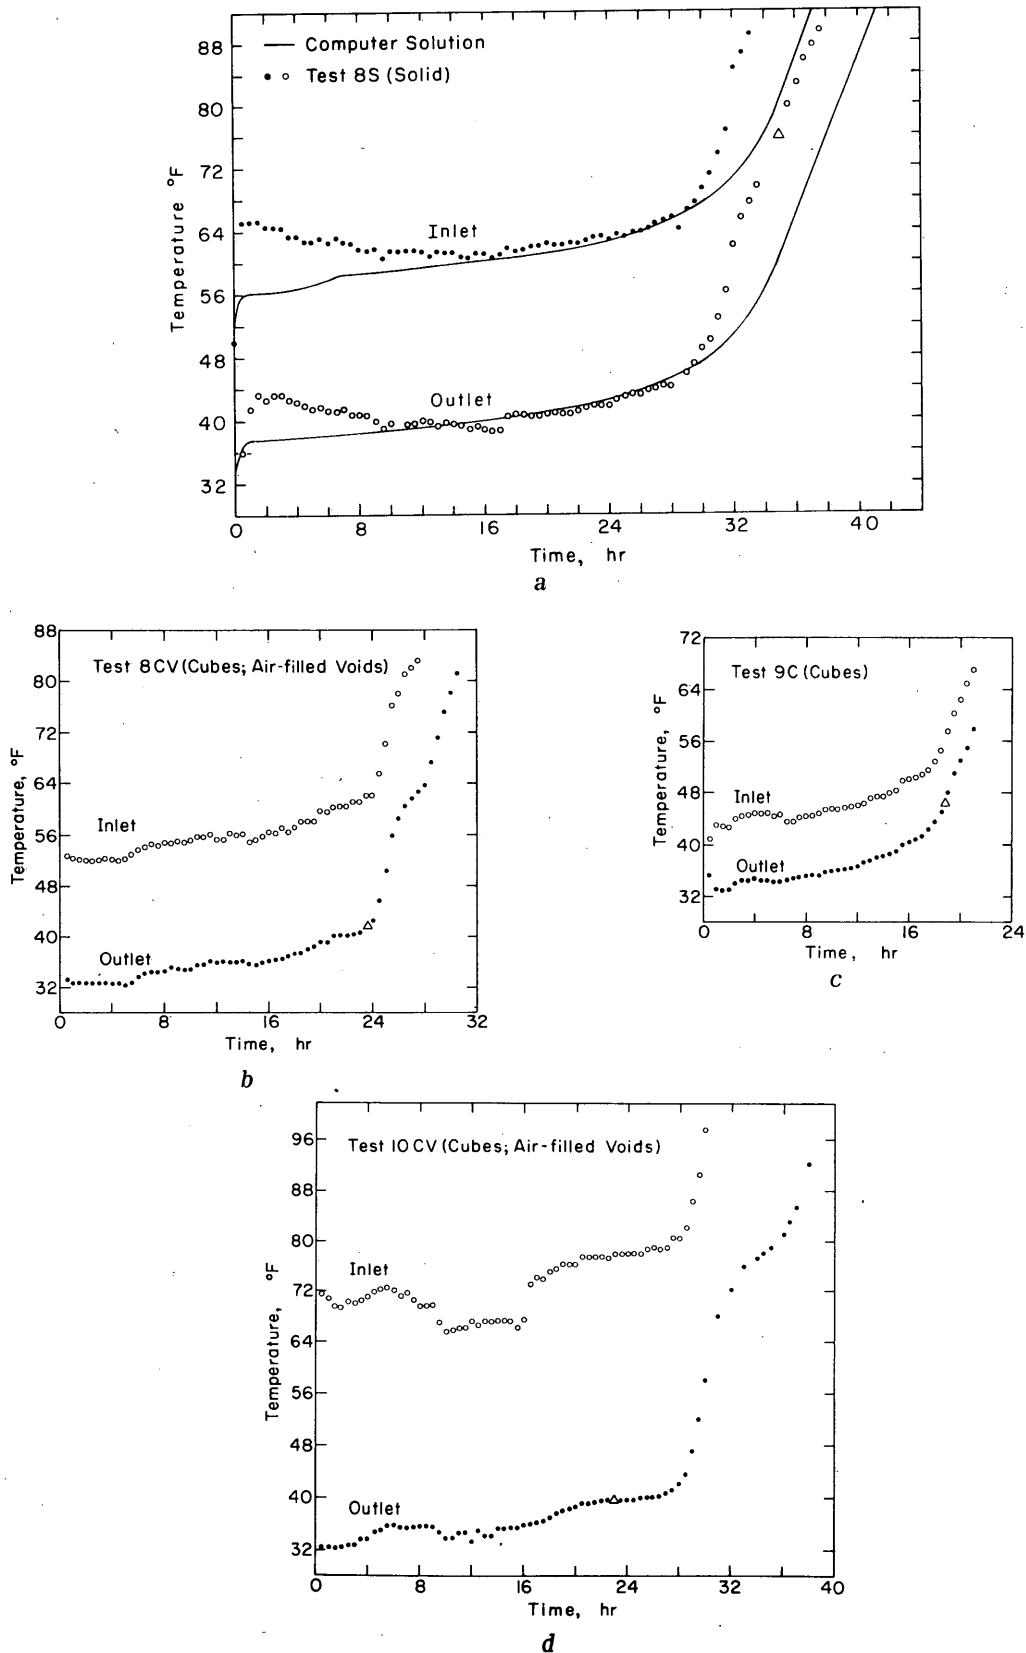 88
80
72
64
56
48
40
32
Temperature °F
— Computer Solution
• ○ Test 8S (Solid)
Inlet
Outlet
0 8 16 24 32 40
Time, hr
a
88
80
72
64
56
48
40
32
Temperature, °F
Test 8CV (Cubes; Air-filled Voids)
Inlet
Outlet
0 8 16 24 32
Time, hr
b
72
64
56
48
40
32
Temperature, °F
Test 9C (Cubes)
Inlet
Outlet
0 8 16 24
Time, hr
c
96
88
80
72
64
56
48
40
32
Temperature, °F
Test 10CV (Cubes; Air-filled Voids)
Inlet
Outlet
0 8 16 24 32 40
Time, hr
d